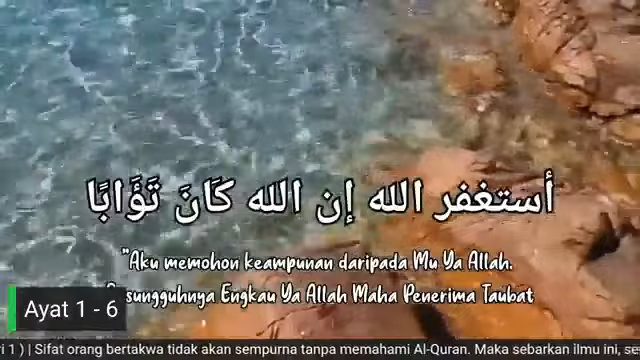 أستغفر الله إن الله كَانَ تَؤَابًا
"Aku memohon keampunan daripada Mu Ya Allah.
Engkau Ya Allah Maha Penerima Taubat
Ayat 1 - 6
1 ) | Sifat orang bertakwa tidak akan sempurna tanpa memahami Al-Quran. Maka sebarkan ilmu ini,